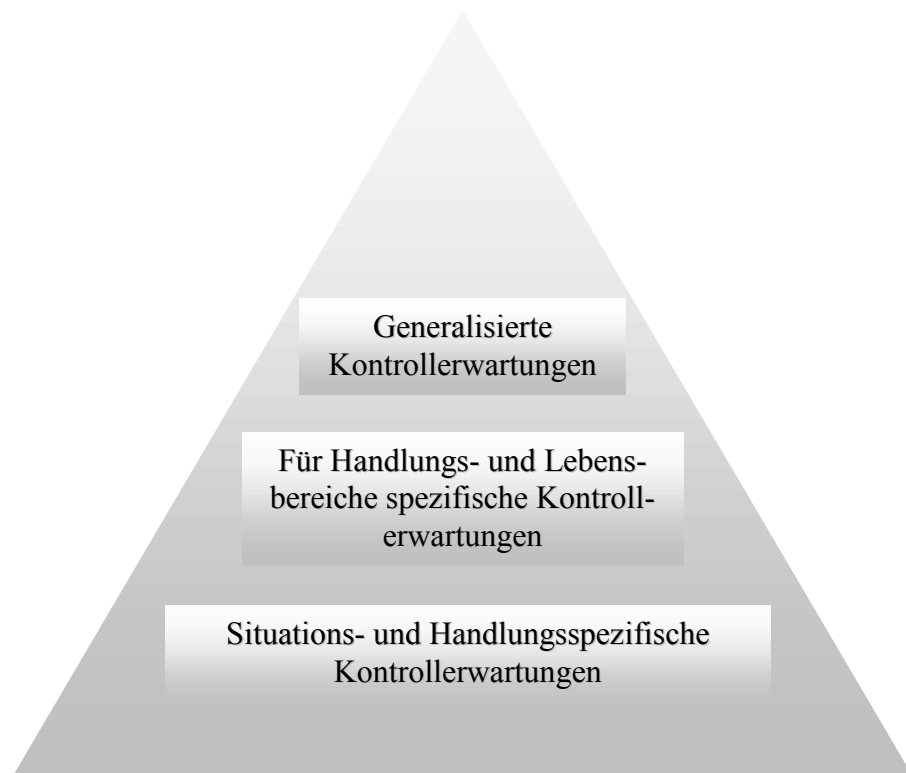 Generalisierte
Kontrollerwartungen
Für Handlungs- und Lebens-
bereiche spezifische Kontroll-
erwartungen
Situations- und Handlungsspezifische
Kontrollerwartungen